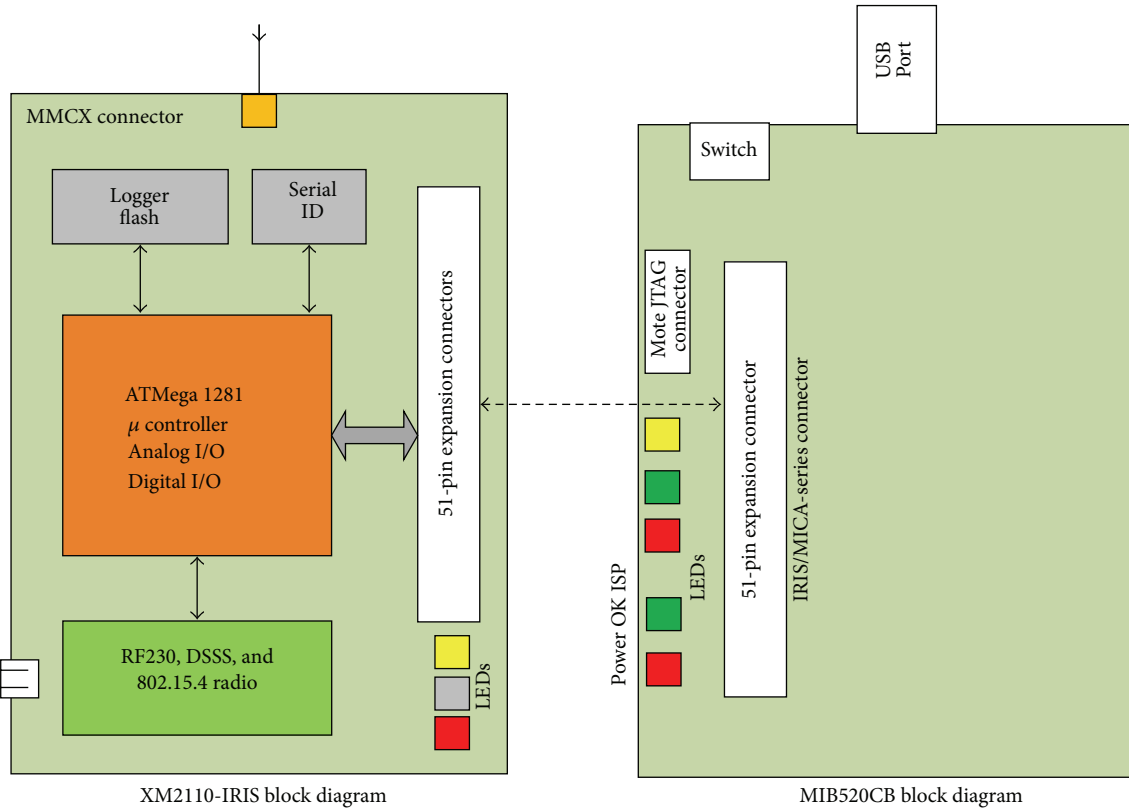 MMCX connector
Logger
flash
Serial
ID
ATMega 1281
μ controller
Analog I/O
Digital I/O
51-pin expansion connectors
RF230, DSSS, and
802.15.4 radio
LEDs
XM2110-IRIS block diagram
USB
Port
Switch
Mote JTAG
connector
51-pin expansion connector
IRIS/MICA-series connector
LEDs
Power OK ISP
MIB520CB block diagram